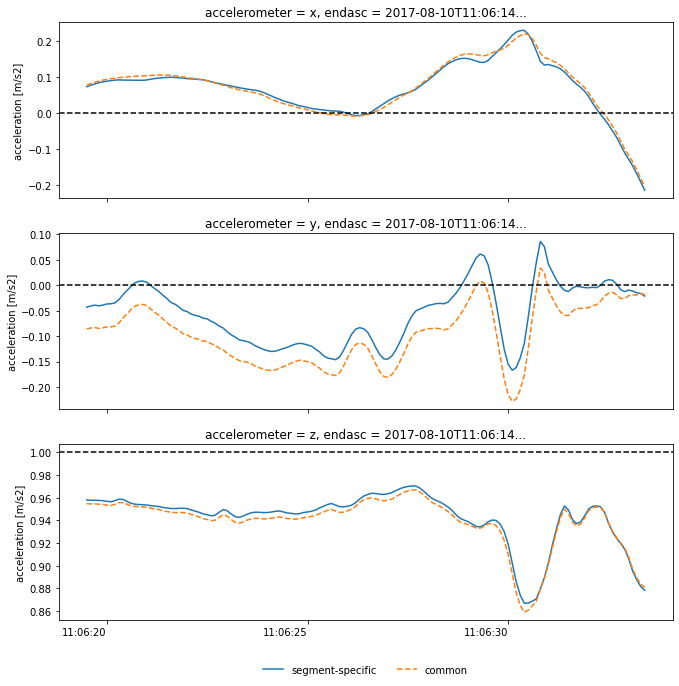 accelerometer = x, endasc = 2017-08-10T11:06:14...
acceleration [m/s2]
0.2
0.1
0.0
−0.1
−0.2
accelerometer = y, endasc = 2017-08-10T11:06:14...
acceleration [m/s2]
0.10
0.05
0.00
−0.05
−0.10
−0.15
−0.20
accelerometer = z, endasc = 2017-08-10T11:06:14...
acceleration [m/s2]
1.00
0.98
0.96
0.94
0.92
0.90
0.88
0.86
11:06:20 11:06:25 11:06:30
segment-specific common